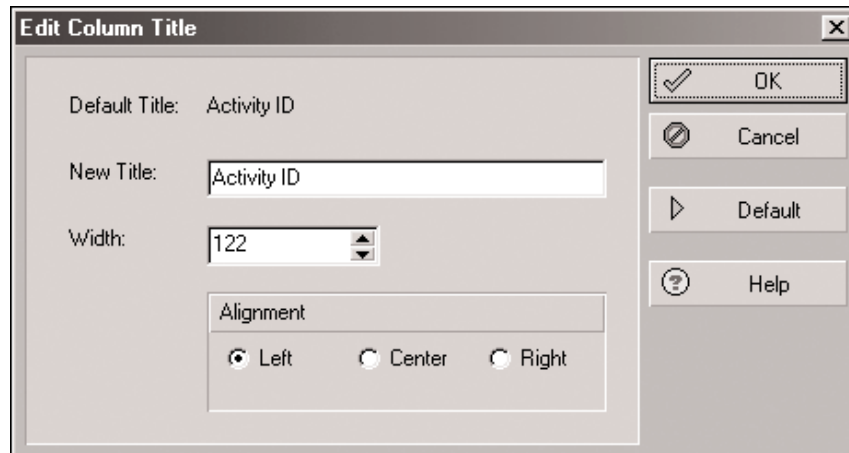 Edit Column Title
Default Title: Activity ID
New Title: Activity ID
Width: 122
Alignment
Left Center Right
OK
Cancel
Default
Help